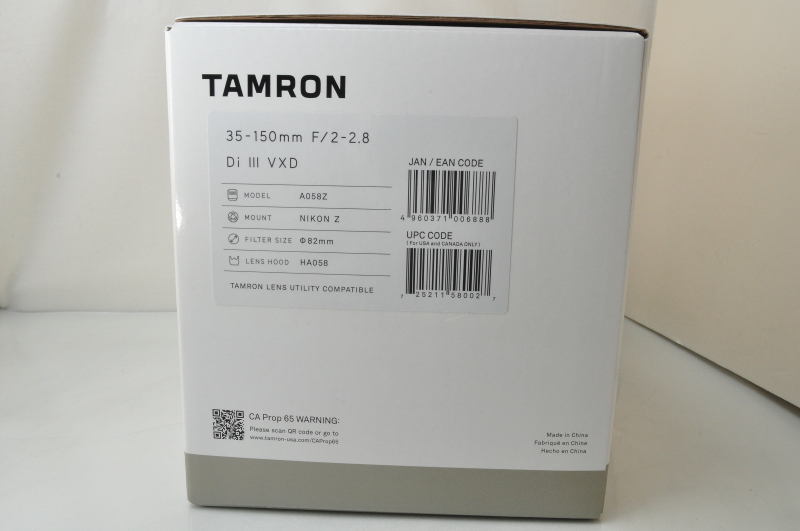 TAMRON
35-150mm F/2-2.8
Di III VXD
MODEL A058Z
MOUNT NIKON Z
FILTER SIZE Φ82mm
LENS HOOD HA058
TAMRON LENS UTILITY COMPATIBLE
JAN / EAN CODE
4 960371 006888
UPC CODE
( For USA and CANADA ONLY )
7 25211 58002 7
CA Prop 65 WARNING:
Please scan QR code or go to
www.tamron-usa.com/CAProp65
Made in China
Fabriqué en Chine
Hecho en China